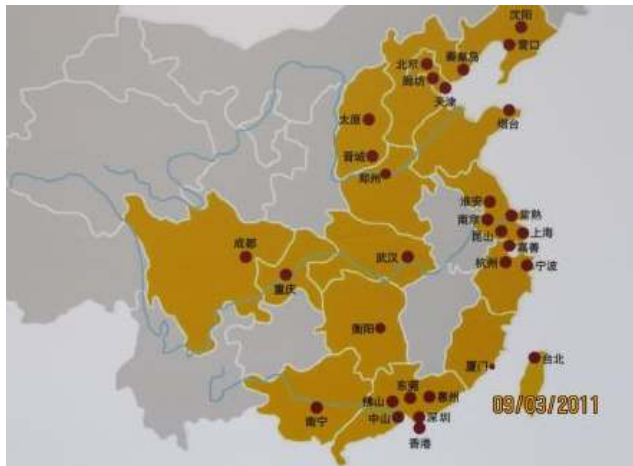 沈阳
营口
秦皇岛
北京
廊坊
天津
烟台
太原
晋城
郑州
淮安
南京
常熟
昆山
上海
嘉善
杭州
宁波
成都
重庆
武汉
衡阳
厦门
台北
东莞
惠州
佛山
中山
深圳
香港
南宁
09/03/2011